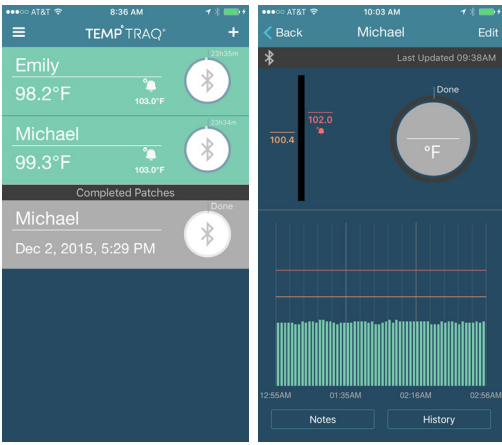 AT&T 8:36 AM
TEMP°TRAQ®
+
Emily
23h35m
98.2°F
103.0°F
Michael
23h34m
99.3°F
103.0°F
Completed Patches
Michael
Done
Dec 2, 2015, 5:29 PM
AT&T 10:03 AM
Back Michael Edit
Last Updated 09:38AM
Done
102.0
100.4
°F
12:55AM 01:35AM 02:16AM 02:56AM
Notes History